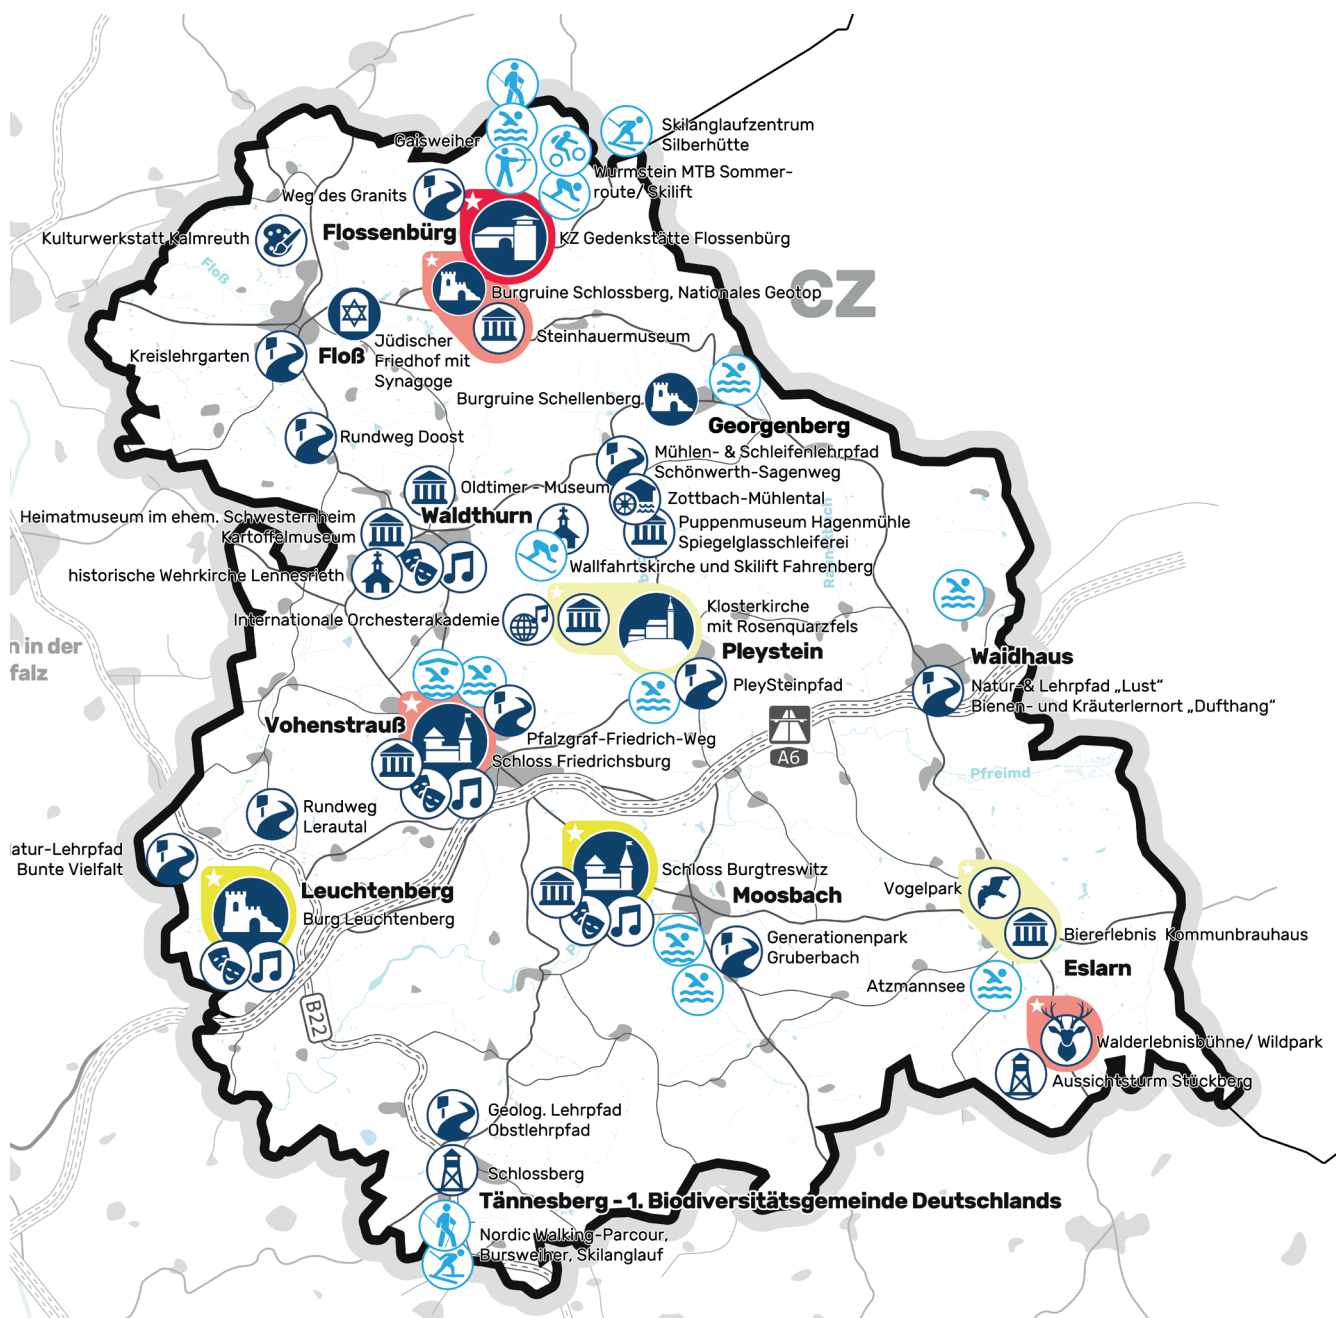 Skilanglaufzentrum
Silberhütte
Gaisweiher
Wurmstein MTB Sommer-
route/ Skilift
Weg des Granits
Flossenbürg
KZ Gedenkstätte Flossenbürg
Kulturwerkstatt Kalmreuth
Floß
CZ
Burgruine Schlossberg, Nationales Geotop
Steinhauermuseum
Jüdischer
Friedhof mit
Synagoge
Kreislehrgarten
Floß
Burgruine Schellenberg
Georgenberg
Rundweg Doost
Mühlen- & Schleifenlehrpfad
Schönwerth-Sagenweg
Oldtimer - Museum
Zottbach-Mühlental
Heimatmuseum im ehem. Schwesternheim
Kartoffelmuseum
Waldthurn
Puppenmuseum Hagenmühle
Spiegelglasschleiferei
Wallfahrtskirche und Skilift Fahrenberg
historische Wehrkirche Lennesrieth
Internationale Orchesterakademie
Klosterkirche
mit Rosenquarzfels
Pleystein
n in der
falz
Waidhaus
PleySteinpfad
Natur-& Lehrpfad „Lust“
Bienen- und Kräuterlernort „Dufthang“
Vohenstrauß
Pfalzgraf-Friedrich-Weg
Schloss Friedrichsburg
A6
Pfreimd
Rundweg
Lerautal
atur-Lehrpfad
Bunte Vielfalt
Leuchtenberg
Burg Leuchtenberg
Schloss Burgtreswitz
Moosbach
Vogelpark
Biererlebnis Kommunbrauhaus
Eslarn
Generationenpark
Gruberbach
Atzmannsee
B22
Walderlebnisbühne/ Wildpark
Aussichtsturm Stückberg
Geolog. Lehrpfad
Obstlehrpfad
Schlossberg
Tännesberg - 1. Biodiversitätsgemeinde Deutschlands
Nordic Walking-Parcour,
Bursweiher, Skilanglauf